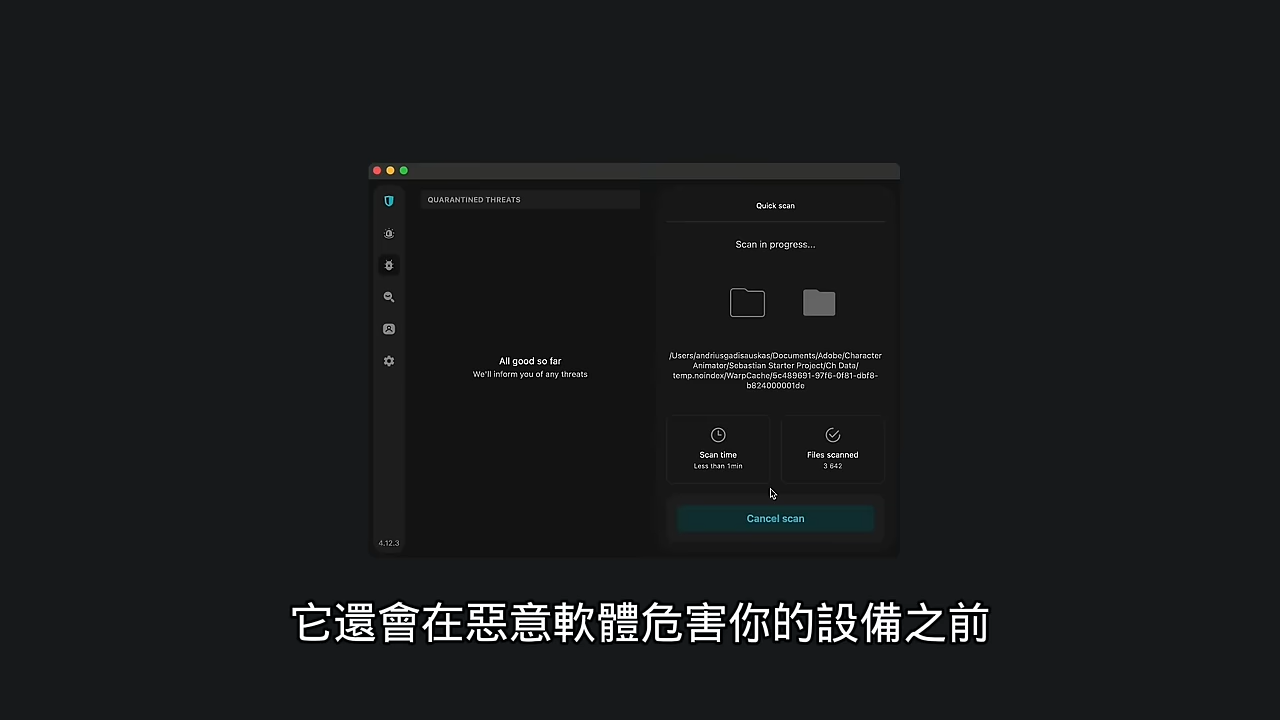 QUARANTINED THREATS
Quick scan
Scan in progress...
/Users/andriusgadisauskas/Documents/Adobe/Character
Animator/Sebastian Starter Project/Ch Data/
temp.noindex/WarpCache/5c489691-97f6-0f81-dbf8-
b824000001de
All good so far
We'll inform you of any threats
Scan time
Less than 1min
Files scanned
3 642
Cancel scan
4.12.3
它還會在惡意軟體危害你的設備之前